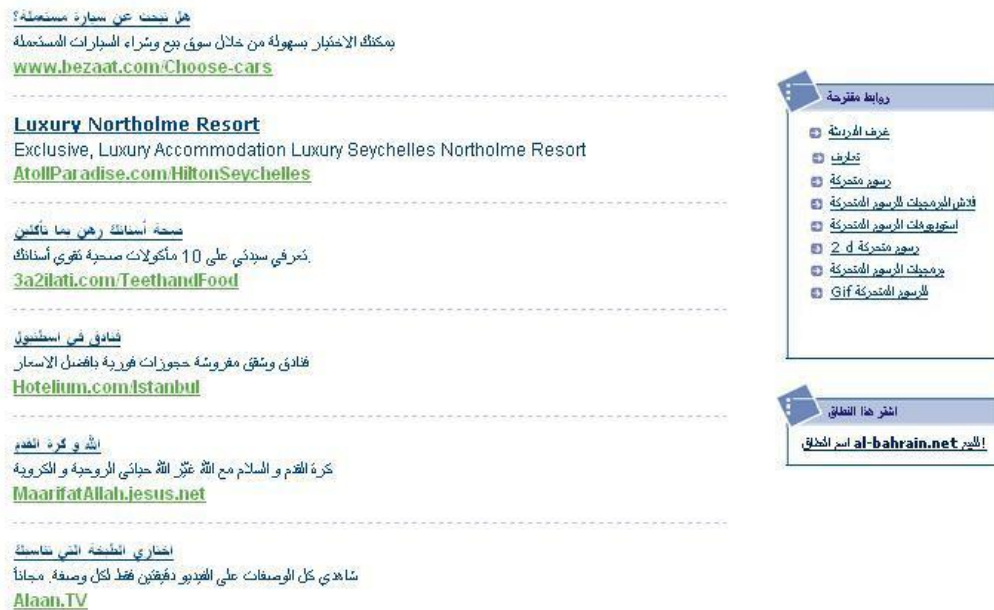 هل تبحث عن سيارة مستعملة؟
يمكنك الاختيار بسهولة من خلال سوق بيع وشراء السيارات المستعملة
www.bezaat.com/Choose-cars
Luxury Northolme Resort
Exclusive, Luxury Accommodation Luxury Seychelles Northolme Resort
AtollParadise.com/HiltonSeychelles
صحة أسنانك رهن بما تأكلين
تعرفي سيدتي على 10 مأكولات صحية تقوي أسنانك.
3a2ilati.com/TeethandFood
فنادق في اسطنبول
فنادق وشقق مفروشة حجوزات فورية بافضل الاسعار
Hotelium.com/Istanbul
الله و كرة القدم
كرة القدم و السلام مع الله غيّر الله حياتي الروحية و الكروية
MaarifatAllah.jesus.net
اختاري الطبخة التي تناسبك
شاهدي كل الوصفات على الفيديو دقيقتين فقط لكل وصفة. مجاناً
Alaan.TV
روابط مقترحة
غرف الدردشة
تعارف
رسوم متحركة
فلاش البرمجيات للرسوم المتحركة
استوديوهات الرسوم المتحركة
رسوم متحركة 2 d
برمجيات الرسوم المتحركة
للرسوم المتحركة Gif
اشتر هذا النطاق
اسم النطاق al-bahrain.net للبيع!